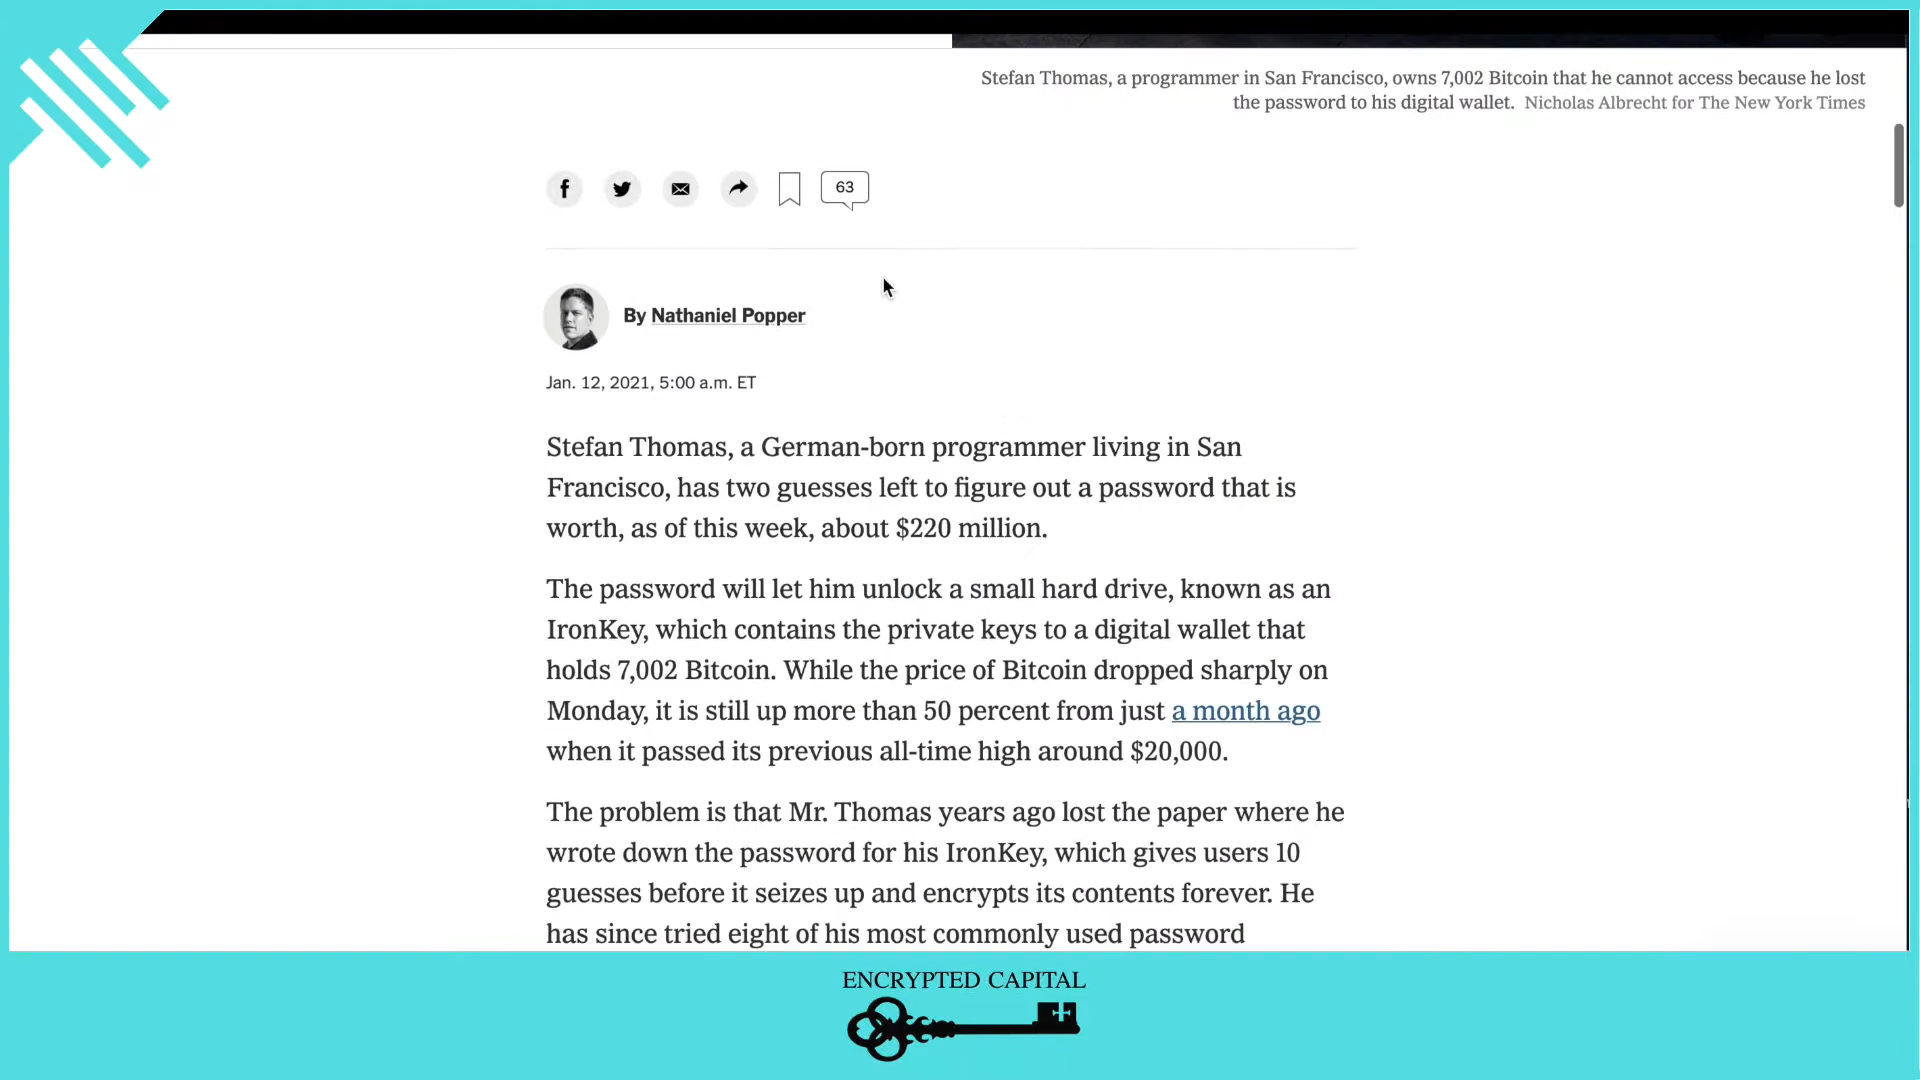 Stefan Thomas, a programmer in San Francisco, owns 7,002 Bitcoin that he cannot access because he lost
the password to his digital wallet. Nicholas Albrecht for The New York Times
63
By Nathaniel Popper
Jan. 12, 2021, 5:00 a.m. ET
Stefan Thomas, a German-born programmer living in San
Francisco, has two guesses left to figure out a password that is
worth, as of this week, about $220 million.
The password will let him unlock a small hard drive, known as an
IronKey, which contains the private keys to a digital wallet that
holds 7,002 Bitcoin. While the price of Bitcoin dropped sharply on
Monday, it is still up more than 50 percent from just a month ago
when it passed its previous all-time high around $20,000.
The problem is that Mr. Thomas years ago lost the paper where he
wrote down the password for his IronKey, which gives users 10
guesses before it seizes up and encrypts its contents forever. He
has since tried eight of his most commonly used password
ENCRYPTED CAPITAL